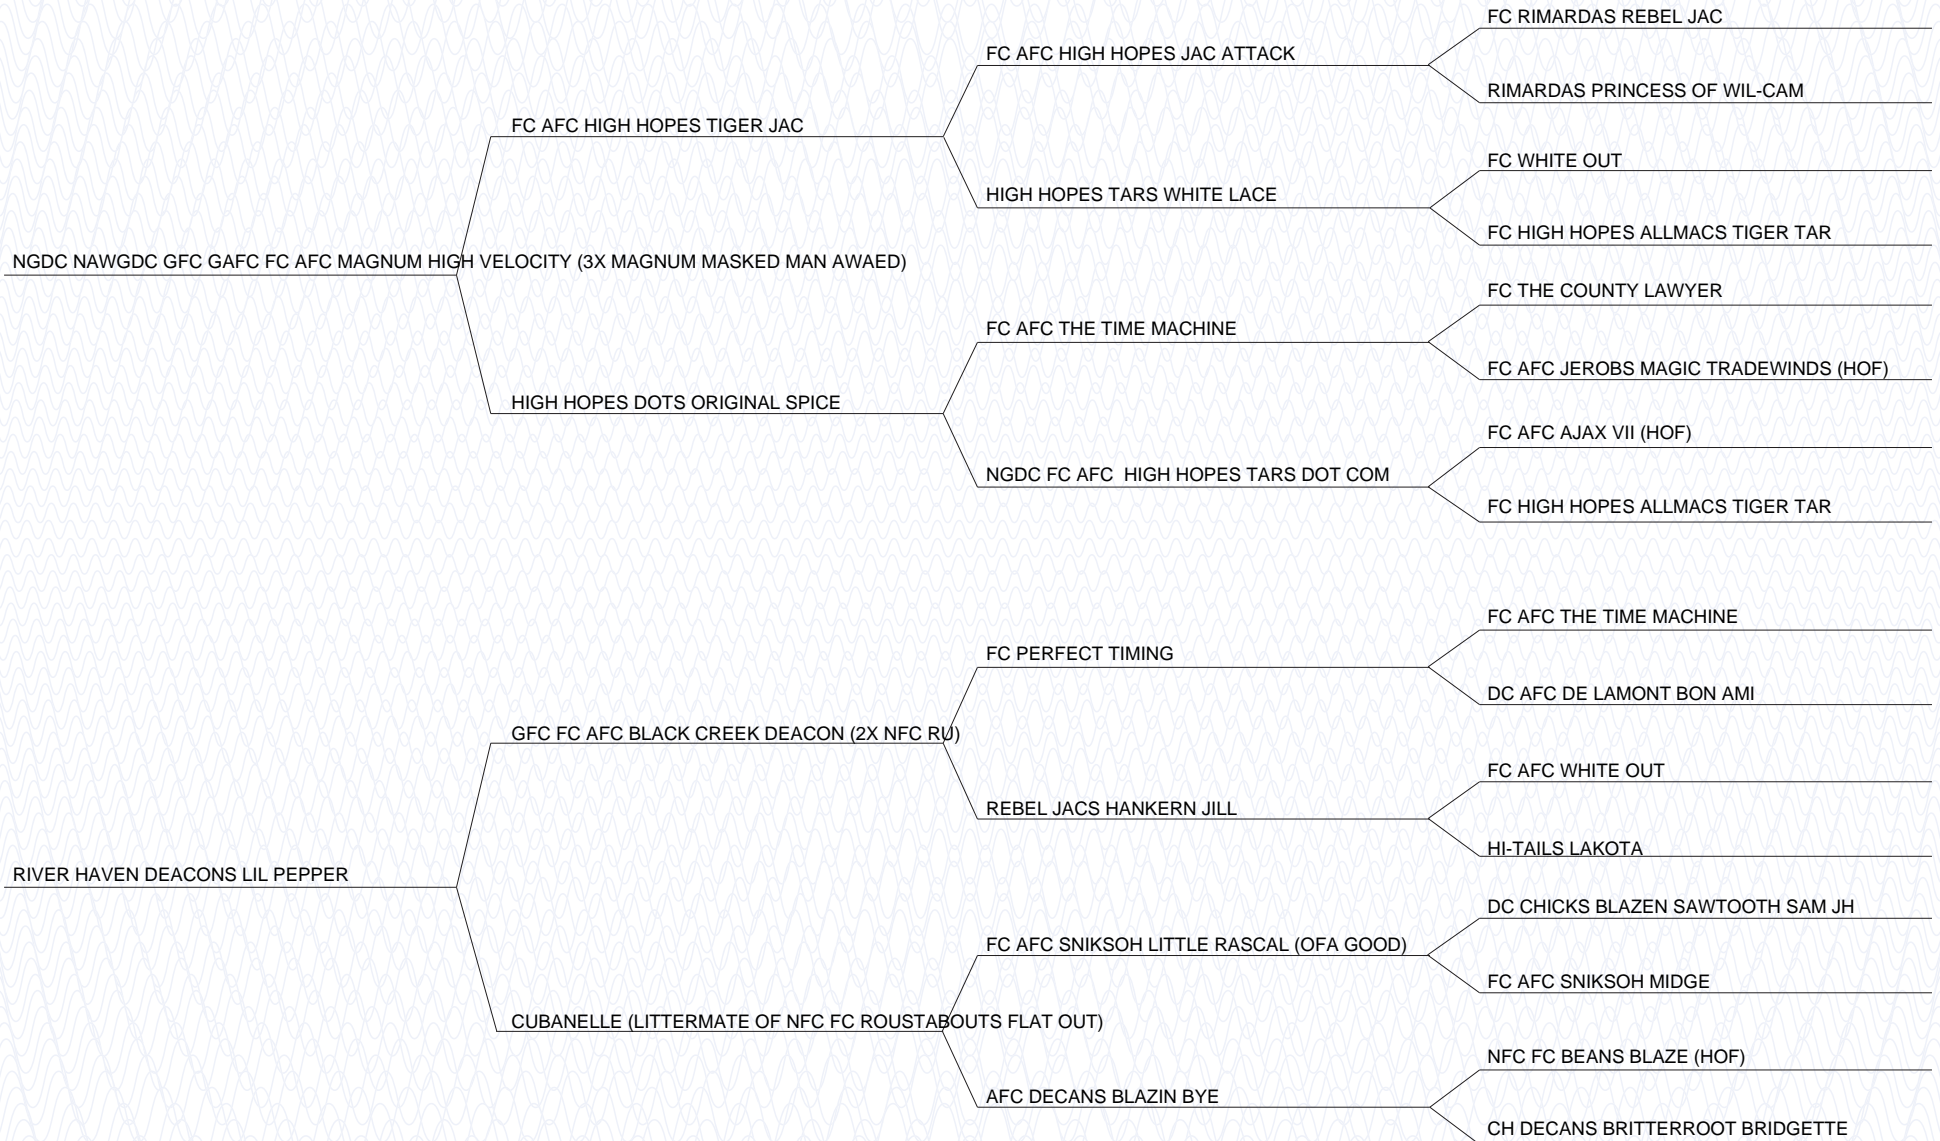 FC RIMARDAS REBEL JAC
FC AFC HIGH HOPES JAC ATTACK
RIMARDAS PRINCESS OF WIL-CAM
FC AFC HIGH HOPES TIGER JAC
FC WHITE OUT
HIGH HOPES TARS WHITE LACE
FC HIGH HOPES ALLMACS TIGER TAR
NGDC NAWGDC GFC GAFC FC AFC MAGNUM HIGH VELOCITY (3X MAGNUM MASKED MAN AWAED)
FC THE COUNTY LAWYER
FC AFC THE TIME MACHINE
FC AFC JEROBS MAGIC TRADEWINDS (HOF)
HIGH HOPES DOTS ORIGINAL SPICE
FC AFC AJAX VII (HOF)
NGDC FC AFC  HIGH HOPES TARS DOT COM
FC HIGH HOPES ALLMACS TIGER TAR
FC AFC THE TIME MACHINE
FC PERFECT TIMING
DC AFC DE LAMONT BON AMI
GFC FC AFC BLACK CREEK DEACON (2X NFC RU)
FC AFC WHITE OUT
REBEL JACS HANKERN JILL
HI-TAILS LAKOTA
RIVER HAVEN DEACONS LIL PEPPER
DC CHICKS BLAZEN SAWTOOTH SAM JH
FC AFC SNIKSOH LITTLE RASCAL (OFA GOOD)
FC AFC SNIKSOH MIDGE
CUBANELLE (LITTERMATE OF NFC FC ROUSTABOUTS FLAT OUT)
NFC FC BEANS BLAZE (HOF)
AFC DECANS BLAZIN BYE
CH DECANS BRITTERROOT BRIDGETTE